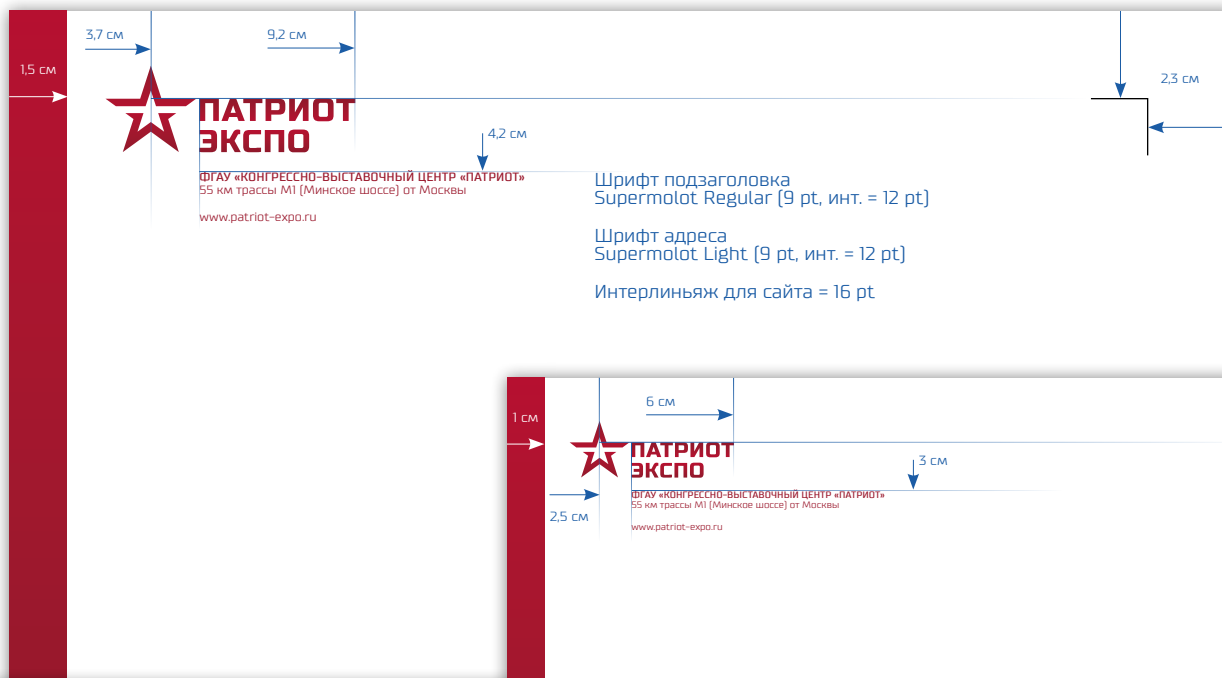 3,7 см
9,2 см
1,5 см
2,3 см
ПАТРИОТ
ЭКСПО
4,2 см
ФГАУ «КОНГРЕССНО-ВЫСТАВОЧНЫЙ ЦЕНТР «ПАТРИОТ»
55 км трассы М1 (Минское шоссе) от Москвы
www.patriot-expo.ru
Шрифт подзаголовка
Supermolot Regular (9 pt, инт. = 12 pt)
Шрифт адреса
Supermolot Light (9 pt, инт. = 12 pt)
Интерлиньяж для сайта = 16 pt
6 см
1 см
ПАТРИОТ
ЭКСПО
3 см
ФГАУ «КОНГРЕССНО-ВЫСТАВОЧНЫЙ ЦЕНТР «ПАТРИОТ»
55 км трассы М1 (Минское шоссе) от Москвы
2,5 см
www.patriot-expo.ru